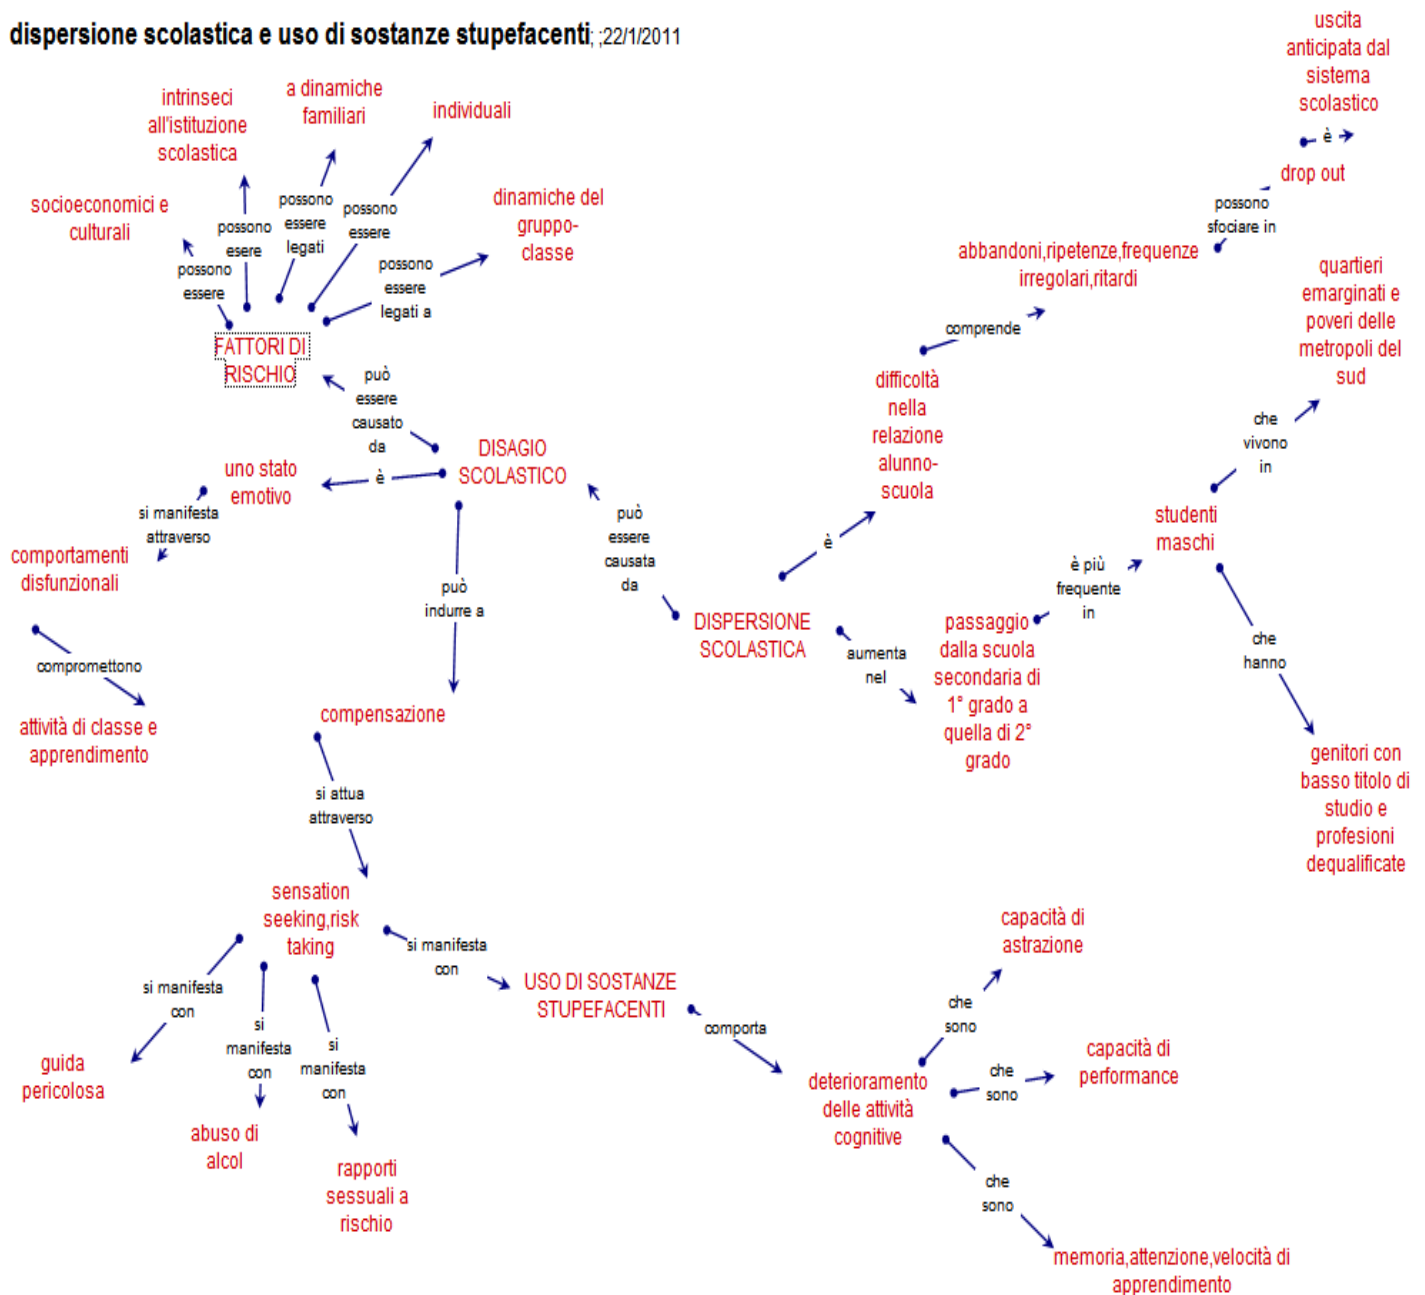 dispersione scolastica e uso di sostanze stupefacenti; ;22/1/2011
intrinseci
all'istituzione
scolastica
a dinamiche
familiari
individuali
socioeconomici e
culturali
dinamiche del
gruppo-
classe
possono
essere
possono
esere
possono
essere
legati
possono
essere
possono
essere
legati a
FATTORI DI
RISCHIO
può
essere
causato
da
DISAGIO
SCOLASTICO
è
uno stato
emotivo
si manifesta
attraverso
comportamenti
disfunzionali
compromettono
attività di classe e
apprendimento
può
indurre a
compensazione
si attua
attraverso
sensation
seeking,risk
taking
si manifesta
con
guida
pericolosa
si
manifesta
con
abuso di
alcol
si
manifesta
con
rapporti
sessuali a
rischio
si manifesta
con
USO DI SOSTANZE
STUPEFACENTI
comporta
deterioramento
delle attività
cognitive
che
sono
capacità di
astrazione
che
sono
capacità di
performance
che
sono
memoria,attenzione,velocità di
apprendimento
può
essere
causata
da
DISPERSIONE
SCOLASTICA
è
difficoltà
nella
relazione
alunno-
scuola
comprende
abbandoni,ripetenze,frequenze
irregolari,ritardi
possono
sfociare in
drop out
è
uscita
anticipata dal
sistema
scolastico
aumenta
nel
passaggio
dalla scuola
secondaria di
1° grado a
quella di 2°
grado
è più
frequente
in
studenti
maschi
che
vivono
in
quartieri
emarginati e
poveri delle
metropoli del
sud
che
hanno
genitori con
basso titolo di
studio e
profesioni
dequalificate